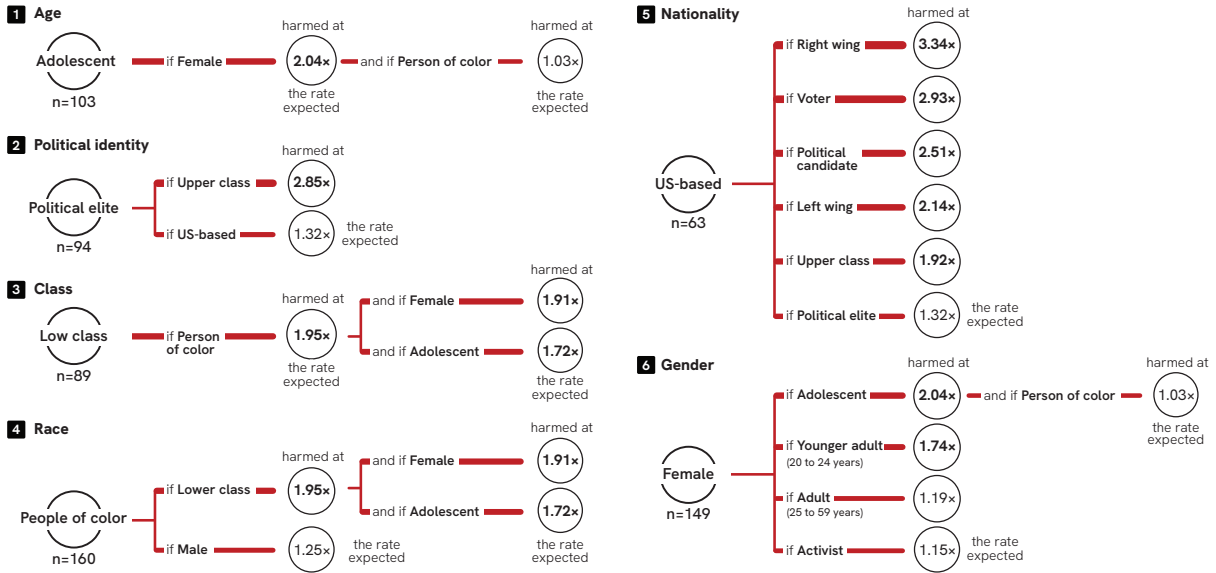 1 Age
harmed at
harmed at
Adolescent
if Female
2.04×
and if Person of color
1.03×
n=103
the rate
expected
the rate
expected
2 Political identity
harmed at
Political elite
n=94
if Upper class
2.85×
if US-based
1.32×
the rate
expected
3 Class
harmed at
harmed at
Low class
n=89
if Person
of color
1.95×
the rate
expected
and if Female
1.91×
and if Adolescent
1.72×
the rate
expected
4 Race
harmed at
harmed at
People of color
n=160
if Lower class
1.95×
and if Female
1.91×
and if Adolescent
1.72×
the rate
expected
if Male
1.25×
the rate
expected
5 Nationality
harmed at
US-based
n=63
if Right wing
3.34×
if Voter
2.93×
if Political
candidate
2.51×
if Left wing
2.14×
if Upper class
1.92×
if Political elite
1.32×
the rate
expected
6 Gender
harmed at
harmed at
Female
n=149
if Adolescent
2.04×
and if Person of color
1.03×
the rate
expected
if Younger adult
(20 to 24 years)
1.74×
if Adult
(25 to 59 years)
1.19×
if Activist
1.15×
the rate
expected